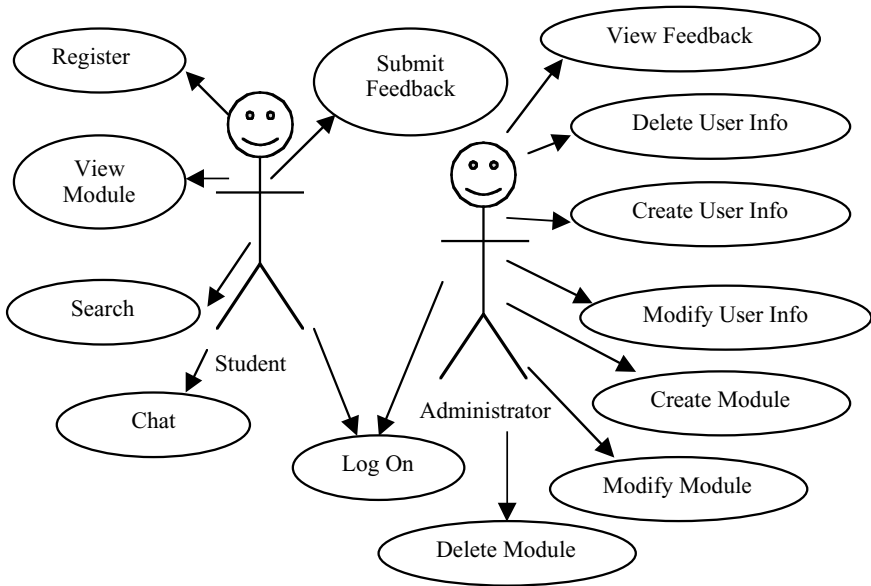 Register
Submit
Feedback
View Feedback
Delete User Info
View
Module
Create User Info
Search
Modify User Info
Student
Chat
Administrator
Create Module
Log On
Modify Module
Delete Module